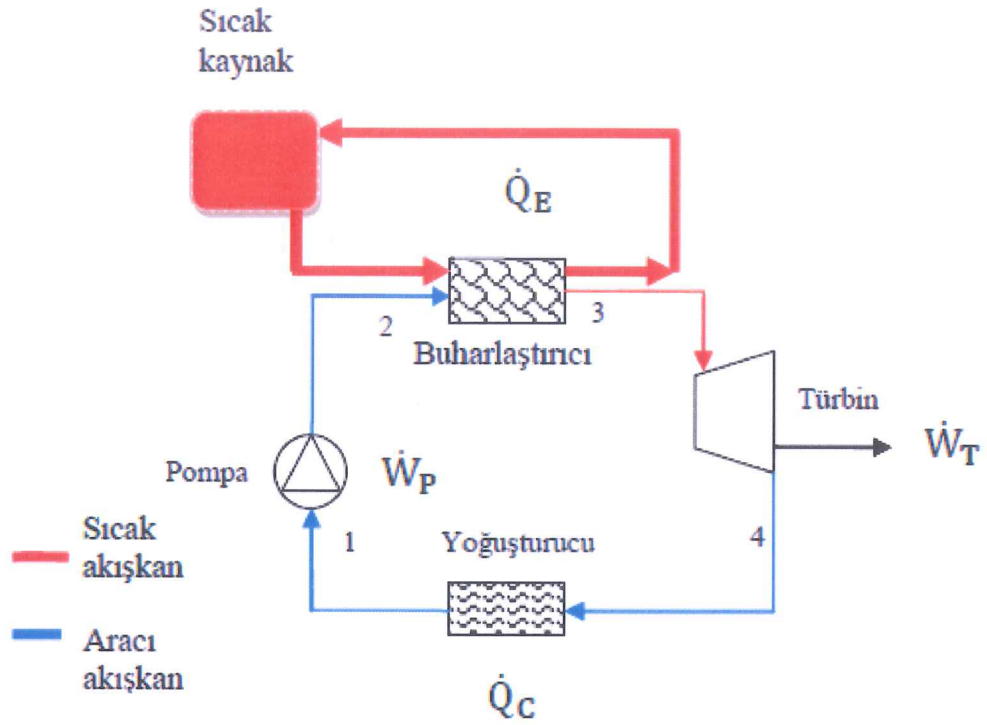 Sıcak
kaynak
Q̇E
2
3
Buharlaştırıcı
Türbin
ẆT
Pompa
ẆP
1
Yoğuşturucu
4
Sıcak
akışkan
Aracı
akışkan
Q̇C